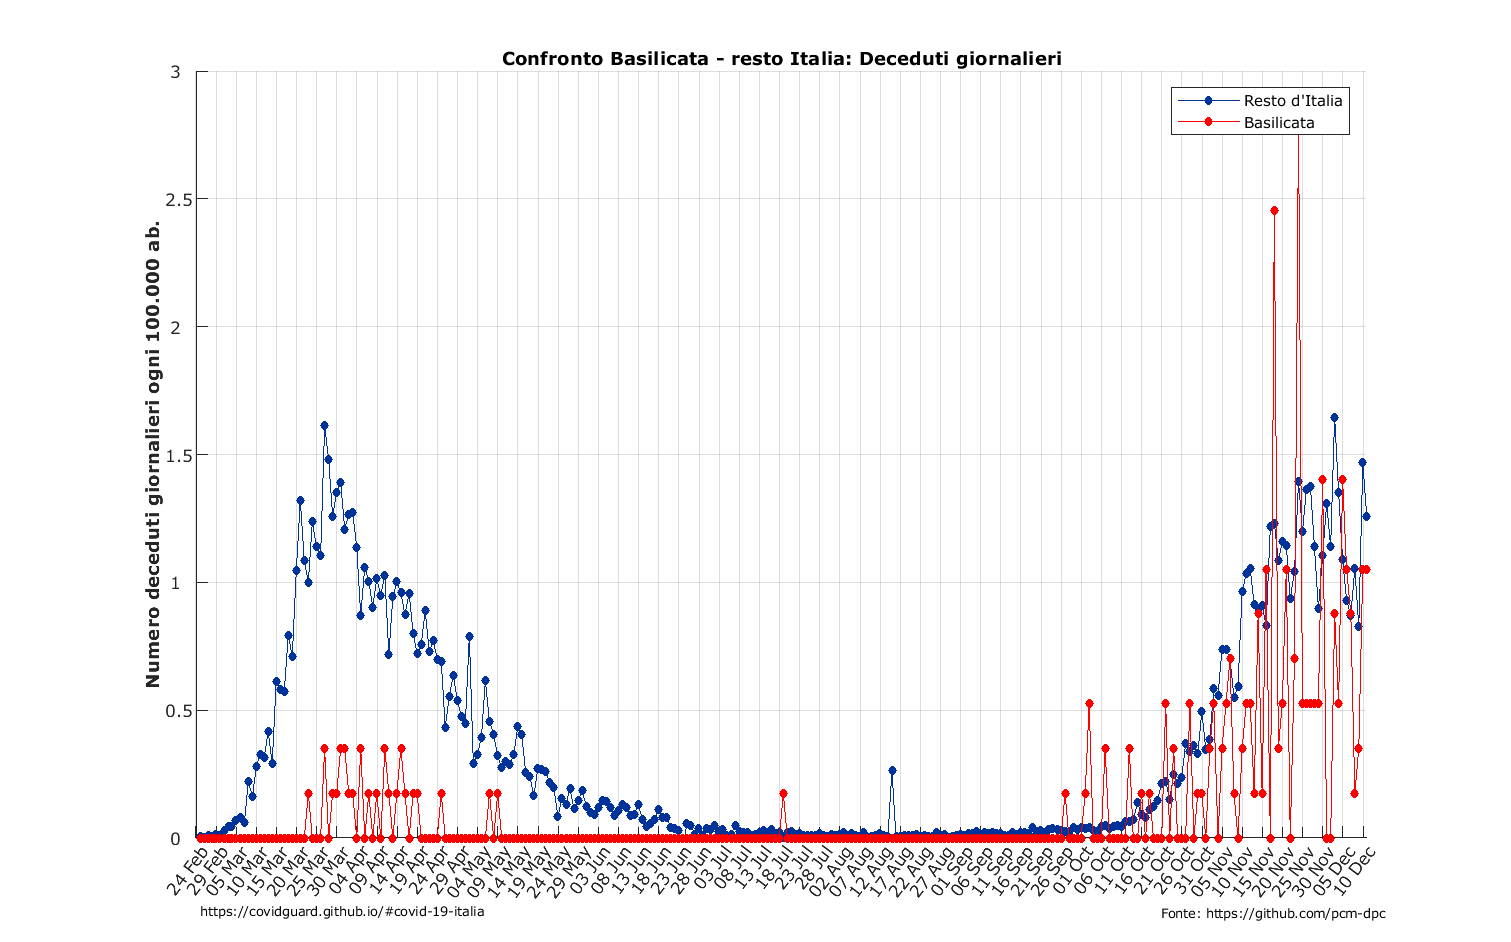 Confronto Basilicata - resto Italia: Deceduti giornalieri
Numero deceduti giornalieri ogni 100.000 ab.
3
2.5
2
1.5
1
0.5
0
Resto d'Italia
Basilicata
24 Feb
29 Feb
05 Mar
10 Mar
15 Mar
20 Mar
25 Mar
30 Mar
04 Apr
09 Apr
14 Apr
19 Apr
24 Apr
29 Apr
04 May
09 May
14 May
19 May
24 May
29 May
03 Jun
08 Jun
13 Jun
18 Jun
23 Jun
28 Jun
03 Jul
08 Jul
13 Jul
18 Jul
23 Jul
28 Jul
02 Aug
07 Aug
12 Aug
17 Aug
22 Aug
27 Aug
01 Sep
06 Sep
11 Sep
16 Sep
21 Sep
26 Sep
01 Oct
06 Oct
11 Oct
16 Oct
21 Oct
26 Oct
31 Oct
05 Nov
10 Nov
15 Nov
20 Nov
25 Nov
30 Nov
05 Dec
10 Dec
https://covidguard.github.io/#covid-19-italia
Fonte: https://github.com/pcm-dpc